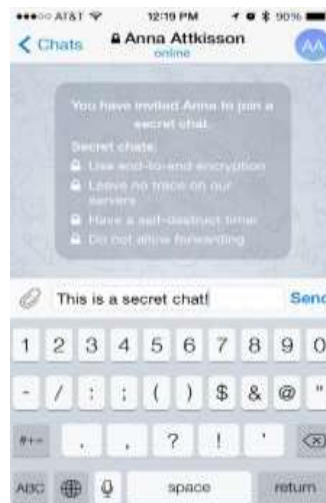 AT&T 12:19 PM 90%
Chats Anna Attkisson AA
online
You have invited Anna to join a
secret chat.
Secret chats:
Use end-to-end encryption
Leave no trace on our
servers
Have a self-destruct timer
Do not allow forwarding
This is a secret chat! Send
1 2 3 4 5 6 7 8 9 0
- / : ; ( ) $ & @ "
#+= . , ? ! '
ABC space return